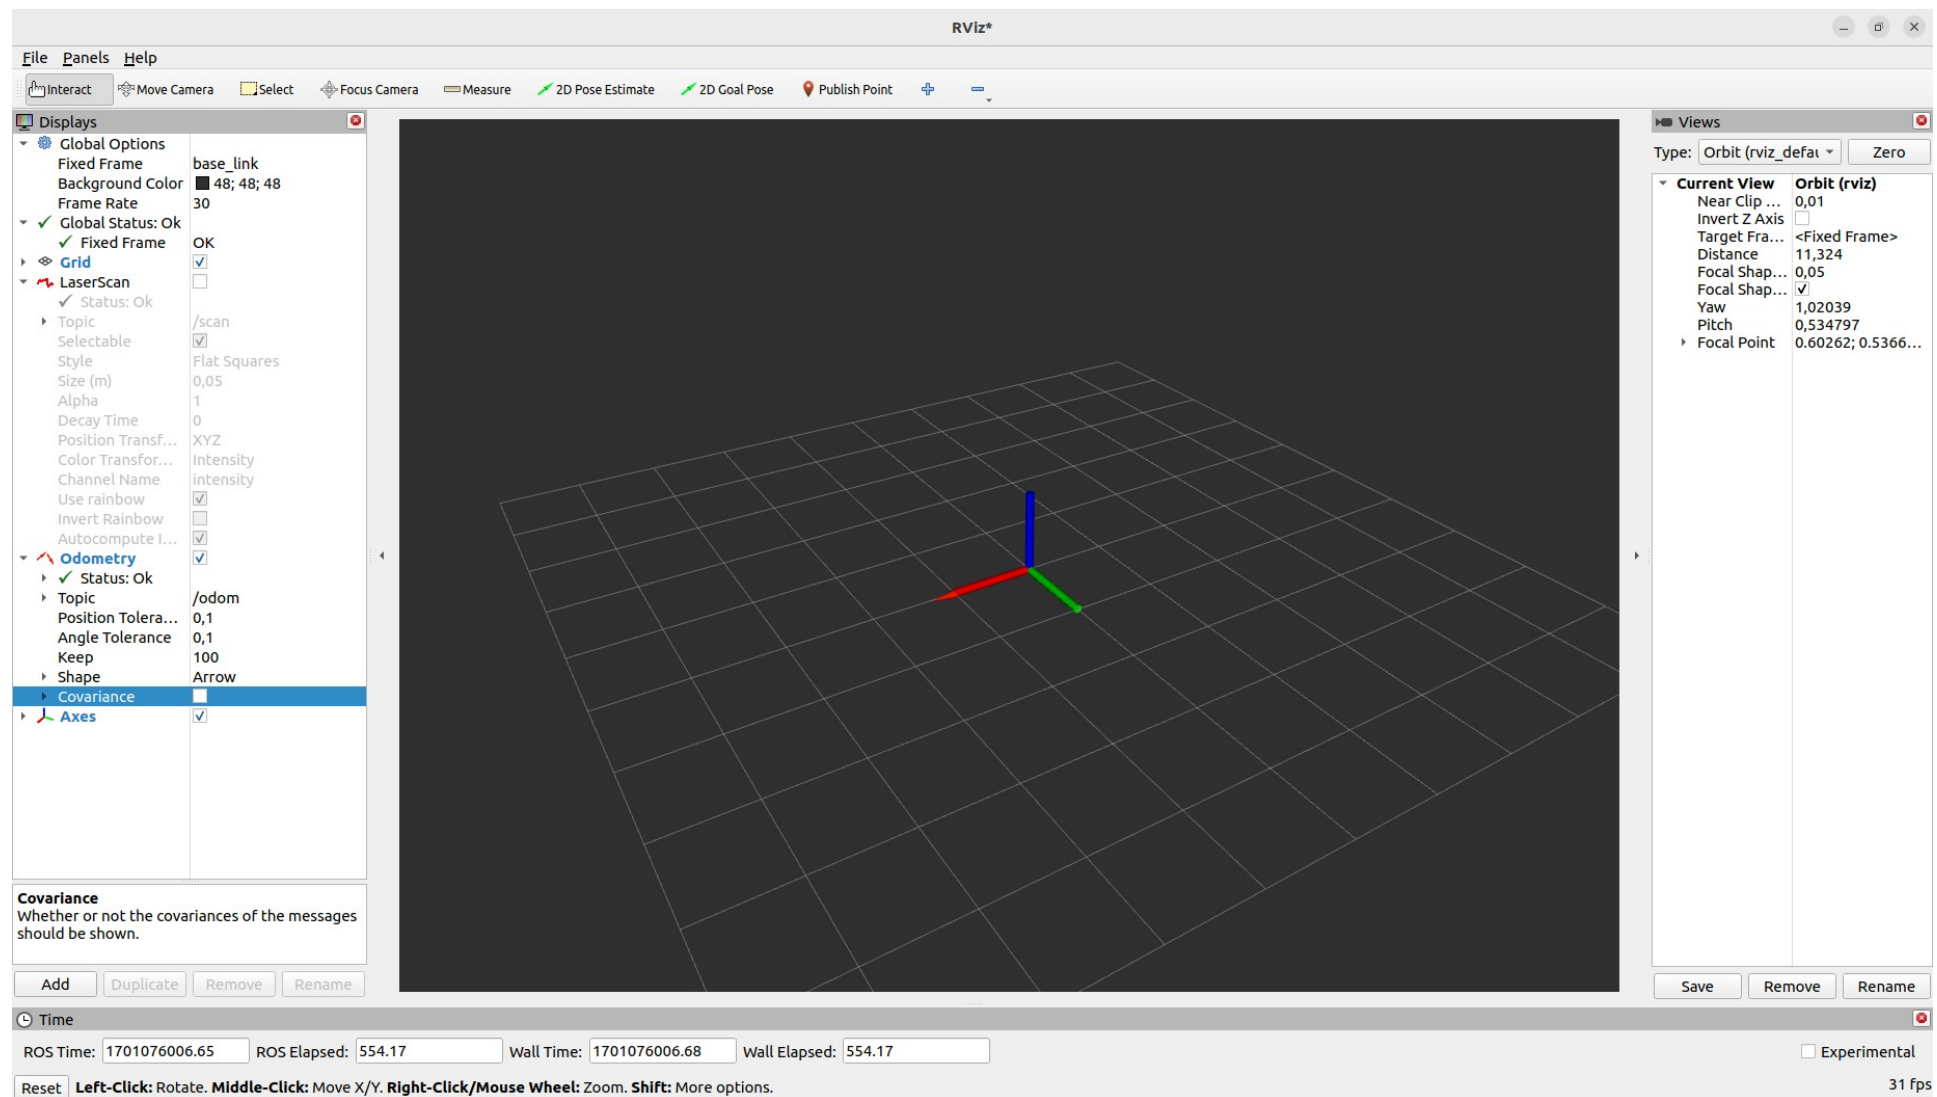 RViz*
File Panels Help
Interact Move Camera Select Focus Camera Measure 2D Pose Estimate 2D Goal Pose Publish Point
Displays
Global Options
Fixed Frame base_link
Background Color 48; 48; 48
Frame Rate 30
Global Status: Ok
Fixed Frame OK
Grid
LaserScan
Status: Ok
Topic /scan
Selectable
Style Flat Squares
Size (m) 0,05
Alpha 1
Decay Time 0
Position Transf... XYZ
Color Transfor... Intensity
Channel Name intensity
Use rainbow
Invert Rainbow
Autocompute I...
Odometry
Status: Ok
Topic /odom
Position Tolera... 0,1
Angle Tolerance 0,1
Keep 100
Shape Arrow
Covariance
Axes
Covariance
Whether or not the covariances of the messages
should be shown.
Add Duplicate Remove Rename
Views
Type: Orbit (rviz_defau Zero
Current View Orbit (rviz)
Near Clip ... 0,01
Invert Z Axis
Target Fra... <Fixed Frame>
Distance 11,324
Focal Shap... 0,05
Focal Shap...
Yaw 1,02039
Pitch 0,534797
Focal Point 0.60262; 0.5366...
Save Remove Rename
Time
ROS Time: 1701076006.65 ROS Elapsed: 554.17 Wall Time: 1701076006.68 Wall Elapsed: 554.17 Experimental
Reset Left-Click: Rotate. Middle-Click: Move X/Y. Right-Click/Mouse Wheel: Zoom. Shift: More options. 31 fps